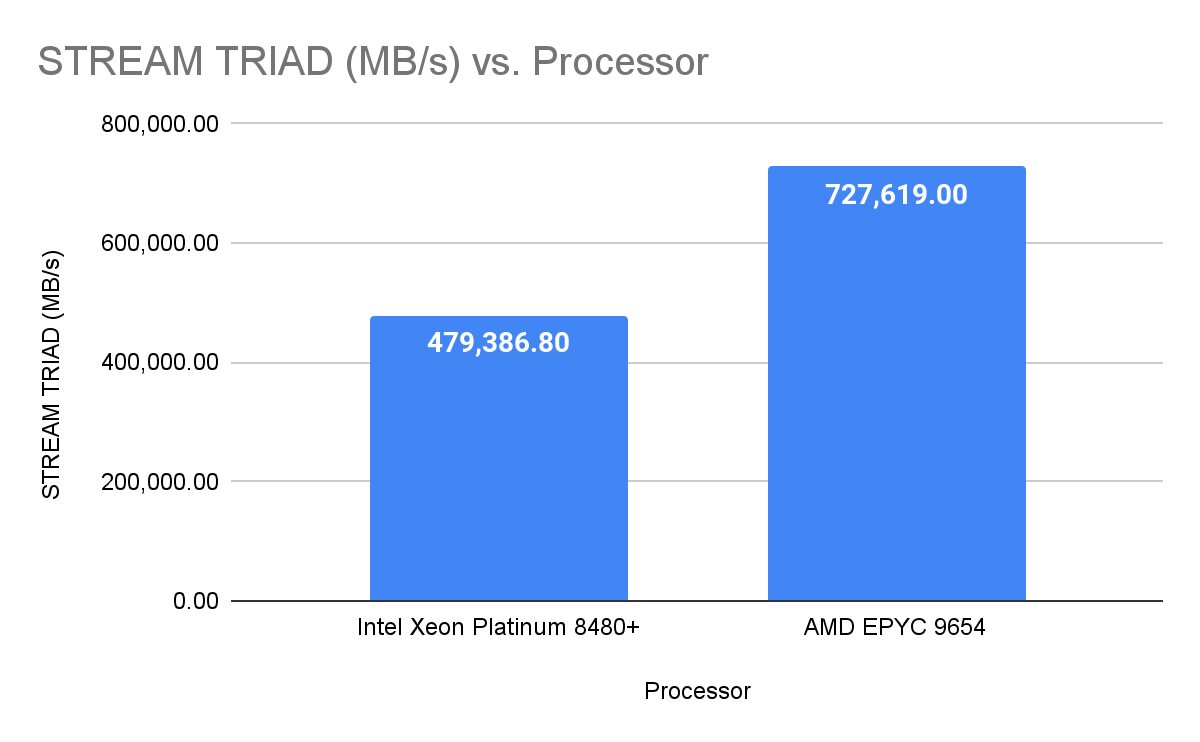 STREAM TRIAD (MB/s) vs. Processor
800,000.00
600,000.00
400,000.00
200,000.00
0.00
STREAM TRIAD (MB/s)
479,386.80
727,619.00
Intel Xeon Platinum 8480+
AMD EPYC 9654
Processor